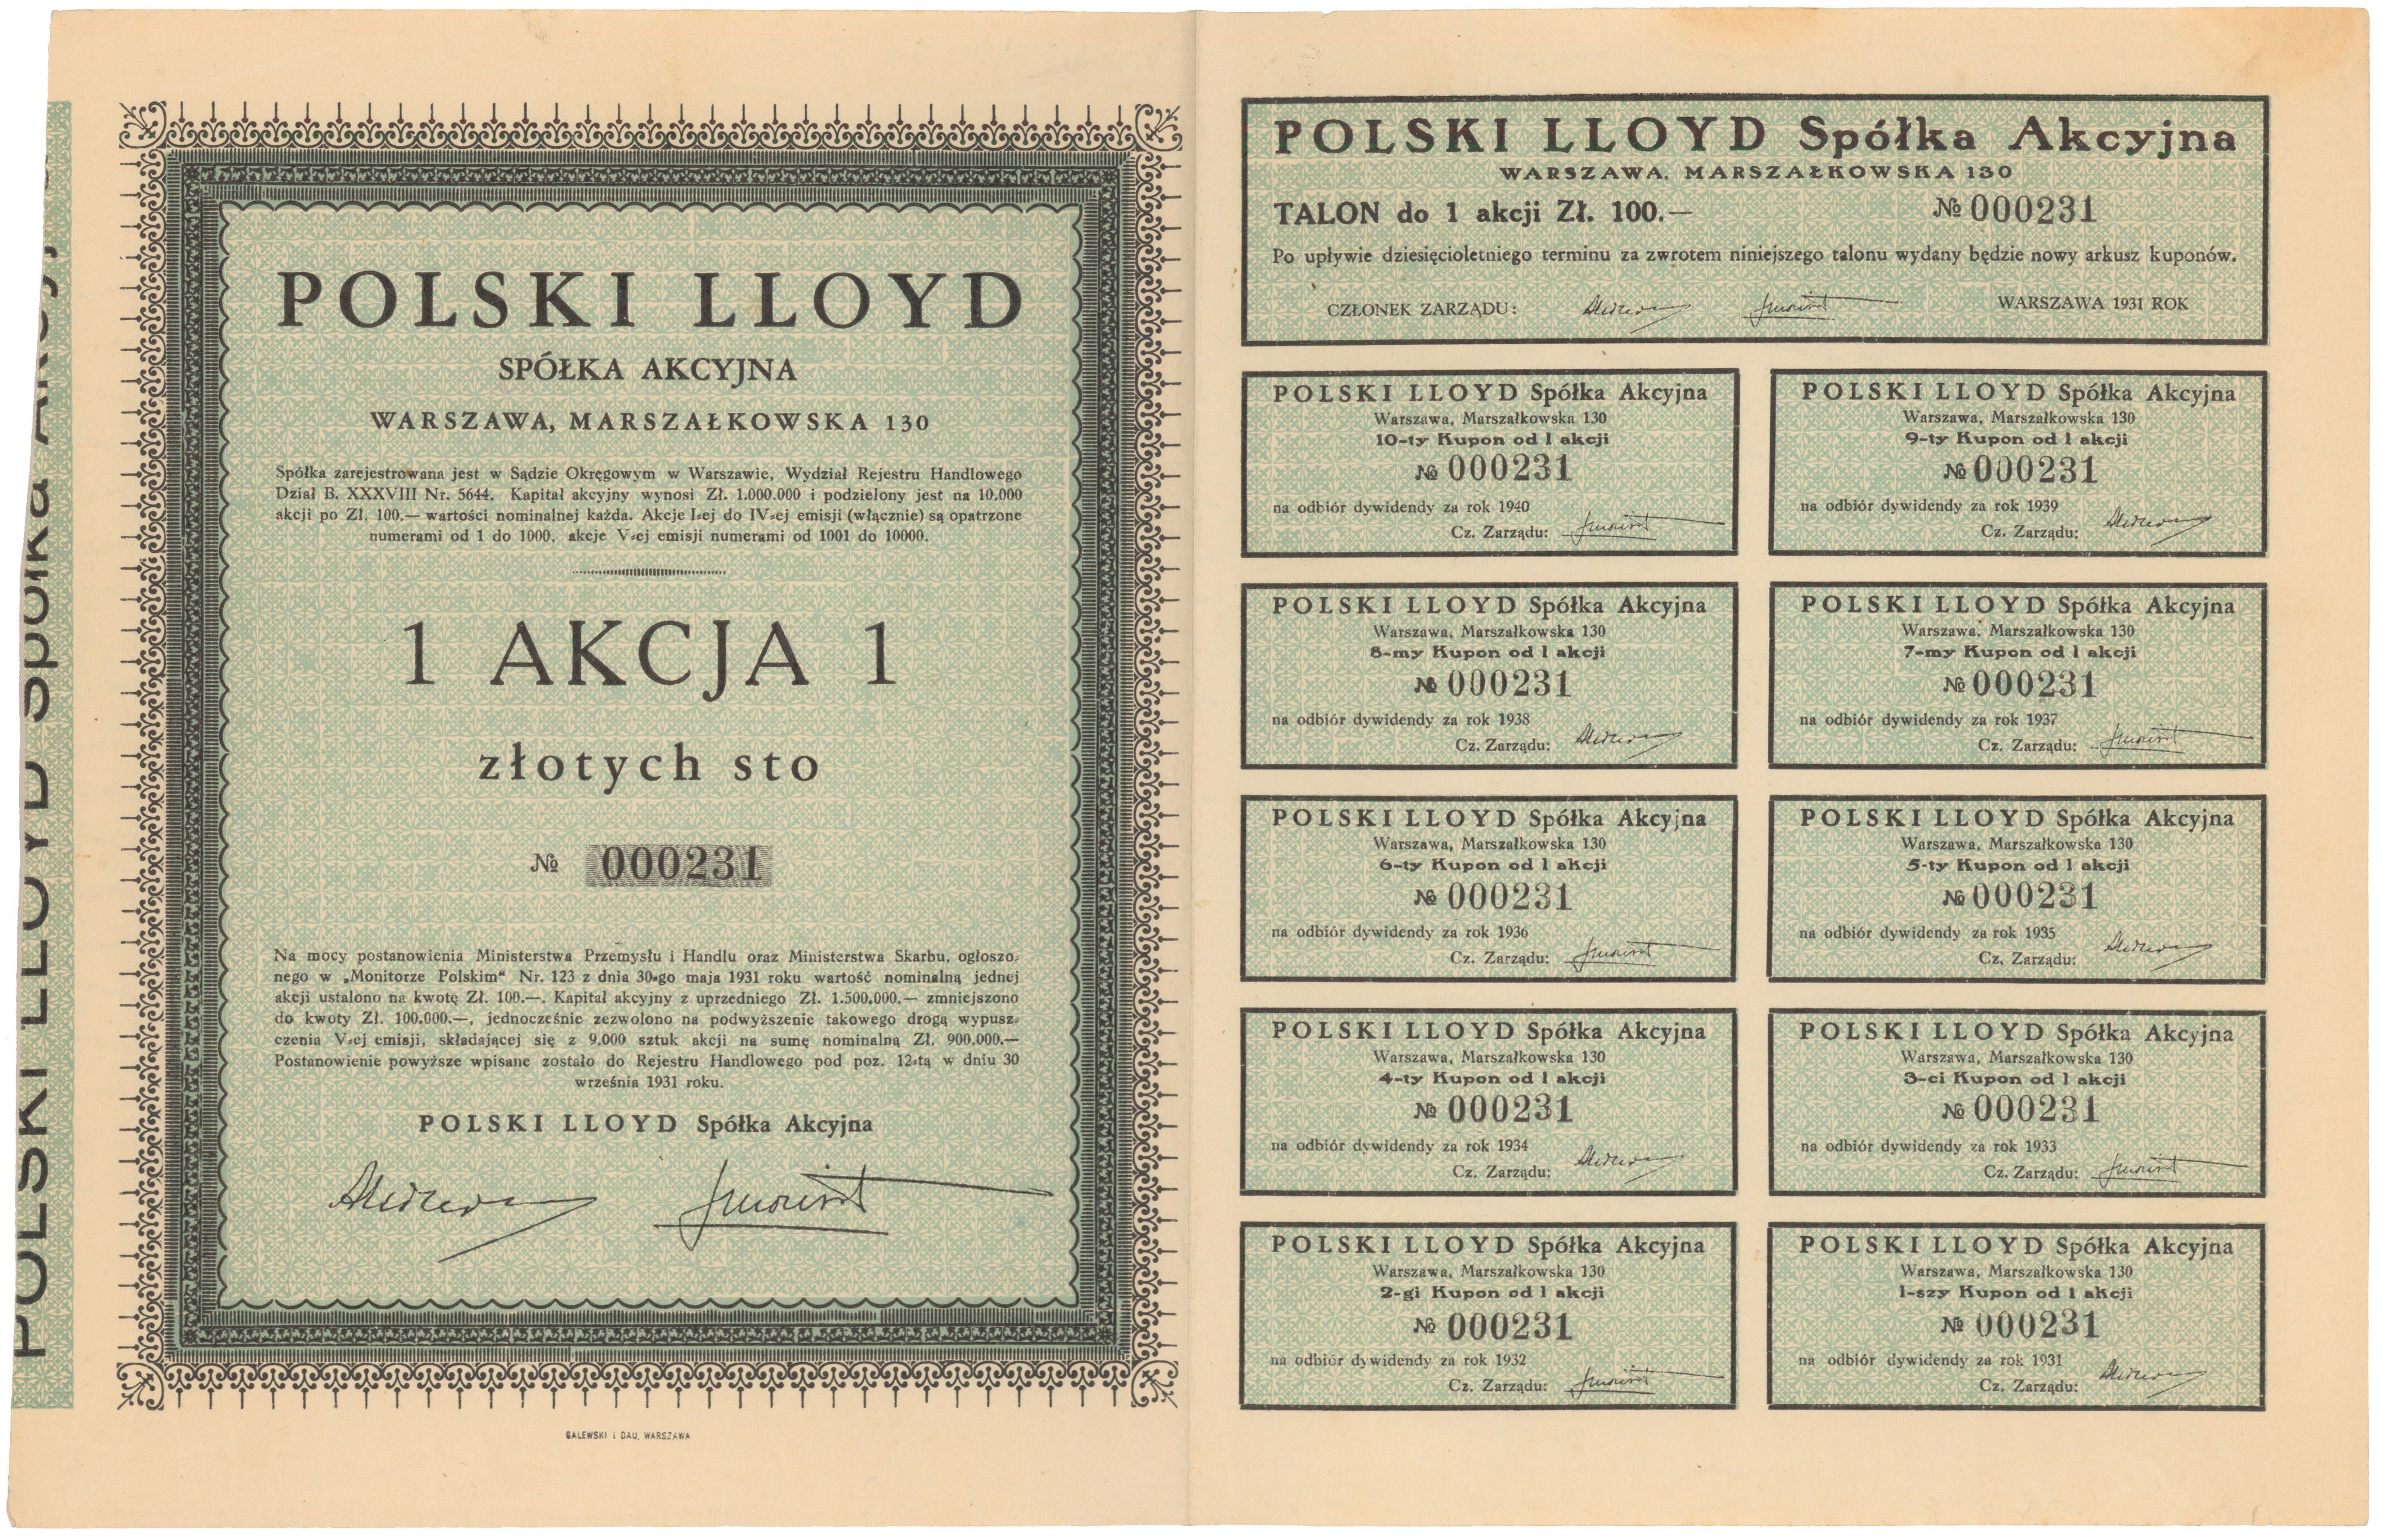 POLSKI LLOYD Spółka Akcyj
POLSKI LLOYD
SPÓŁKA AKCYJNA
WARSZAWA, MARSZAŁKOWSKA 130
Spółka zarejestrowana jest w Sądzie Okręgowym w Warszawie, Wydział Rejestru Handlowego
Dział B. XXXVIII Nr. 5644. Kapitał akcyjny wynosi Zł. 1.000.000 i podzielony jest na 10.000
akcji po Zł. 100.— wartości nominalnej każda. Akcje I-ej do IV-ej emisji (włącznie) są opatrzone
numerami od 1 do 1000, akcje V-ej emisji numerami od 1001 do 10000.
1 AKCJA 1
złotych sto
№ 000231
Na mocy postanowienia Ministerstwa Przemysłu i Handlu oraz Ministerstwa Skarbu, ogłoszo-
nego w „Monitorze Polskim" Nr. 123 z dnia 30-go maja 1931 roku wartość nominalną jednej
akcji ustalono na kwotę Zł. 100.—. Kapitał akcyjny z uprzedniego Zł. 1.500.000.— zmniejszono
do kwoty Zł. 100.000.—, jednocześnie zezwolono na podwyższenie takowego drogą wypusz-
czenia V-ej emisji, składającej się z 9.000 sztuk akcji na sumę nominalną Zł. 900.000.—
Postanowienie powyższe wpisane zostało do Rejestru Handlowego pod poz. 12-tą w dniu 30
września 1931 roku.
POLSKI LLOYD Spółka Akcyjna
GALEWSKI i DAU, WARSZAWA
POLSKI LLOYD Spółka Akcyjna
WARSZAWA, MARSZAŁKOWSKA 130
TALON do 1 akcji Zł. 100.— № 000231
Po upływie dziesięcioletniego terminu za zwrotem niniejszego talonu wydany będzie nowy arkusz kuponów.
CZŁONEK ZARZĄDU: WARSZAWA 1931 ROK
POLSKI LLOYD Spółka Akcyjna
Warszawa, Marszałkowska 130
10-ty Kupon od 1 akcji
№ 000231
na odbiór dywidendy za rok 1940
Cz. Zarządu:
POLSKI LLOYD Spółka Akcyjna
Warszawa, Marszałkowska 130
9-ty Kupon od 1 akcji
№ 000231
na odbiór dywidendy za rok 1939
Cz. Zarządu:
POLSKI LLOYD Spółka Akcyjna
Warszawa, Marszałkowska 130
8-my Kupon od 1 akcji
№ 000231
na odbiór dywidendy za rok 1938
Cz. Zarządu:
POLSKI LLOYD Spółka Akcyjna
Warszawa, Marszałkowska 130
7-my Kupon od 1 akcji
№ 000231
na odbiór dywidendy za rok 1937
Cz. Zarządu:
POLSKI LLOYD Spółka Akcyjna
Warszawa, Marszałkowska 130
6-ty Kupon od 1 akcji
№ 000231
na odbiór dywidendy za rok 1936
Cz. Zarządu:
POLSKI LLOYD Spółka Akcyjna
Warszawa, Marszałkowska 130
5-ty Kupon od 1 akcji
№ 000231
na odbiór dywidendy za rok 1935
Cz. Zarządu:
POLSKI LLOYD Spółka Akcyjna
Warszawa, Marszałkowska 130
4-ty Kupon od 1 akcji
№ 000231
na odbiór dywidendy za rok 1934
Cz. Zarządu:
POLSKI LLOYD Spółka Akcyjna
Warszawa, Marszałkowska 130
3-ci Kupon od 1 akcji
№ 000231
na odbiór dywidendy za rok 1933
Cz. Zarządu:
POLSKI LLOYD Spółka Akcyjna
Warszawa, Marszałkowska 130
2-gi Kupon od 1 akcji
№ 000231
na odbiór dywidendy za rok 1932
Cz. Zarządu:
POLSKI LLOYD Spółka Akcyjna
Warszawa, Marszałkowska 130
1-szy Kupon od 1 akcji
№ 000231
na odbiór dywidendy za rok 1931
Cz. Zarządu: